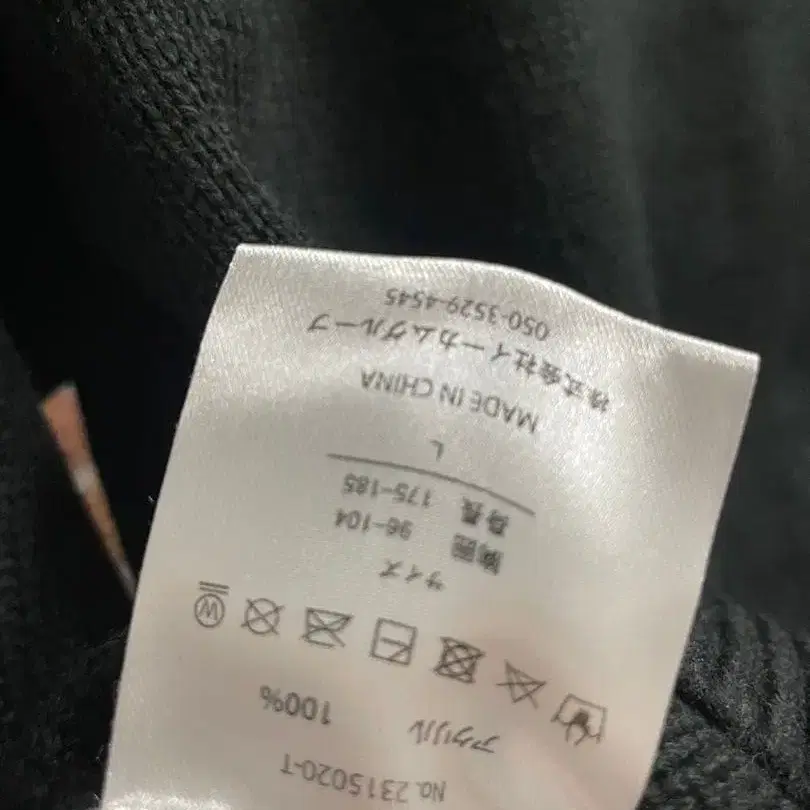 No. 2315020-T
アクリル 100%
W
サイズ
胸囲 96-104
身長 175-185
L
MADE IN CHINA
株式会社イーカムグループ
050-3529-4545